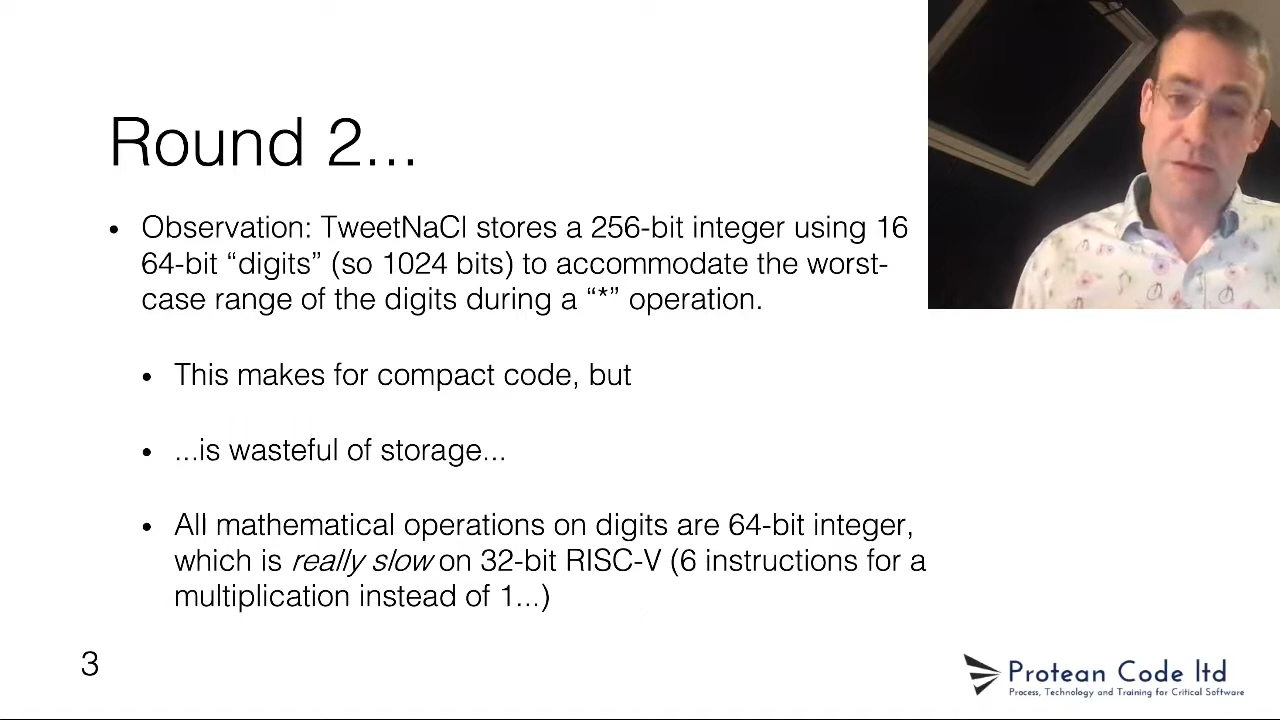 Round 2...
• Observation: TweetNaCl stores a 256-bit integer using 16
64-bit “digits” (so 1024 bits) to accommodate the worst-
case range of the digits during a “*” operation.
• This makes for compact code, but
• ...is wasteful of storage...
• All mathematical operations on digits are 64-bit integer,
which is really slow on 32-bit RISC-V (6 instructions for a
multiplication instead of 1...)
3
Protean Code ltd
Process, Technology and Training for Critical Software